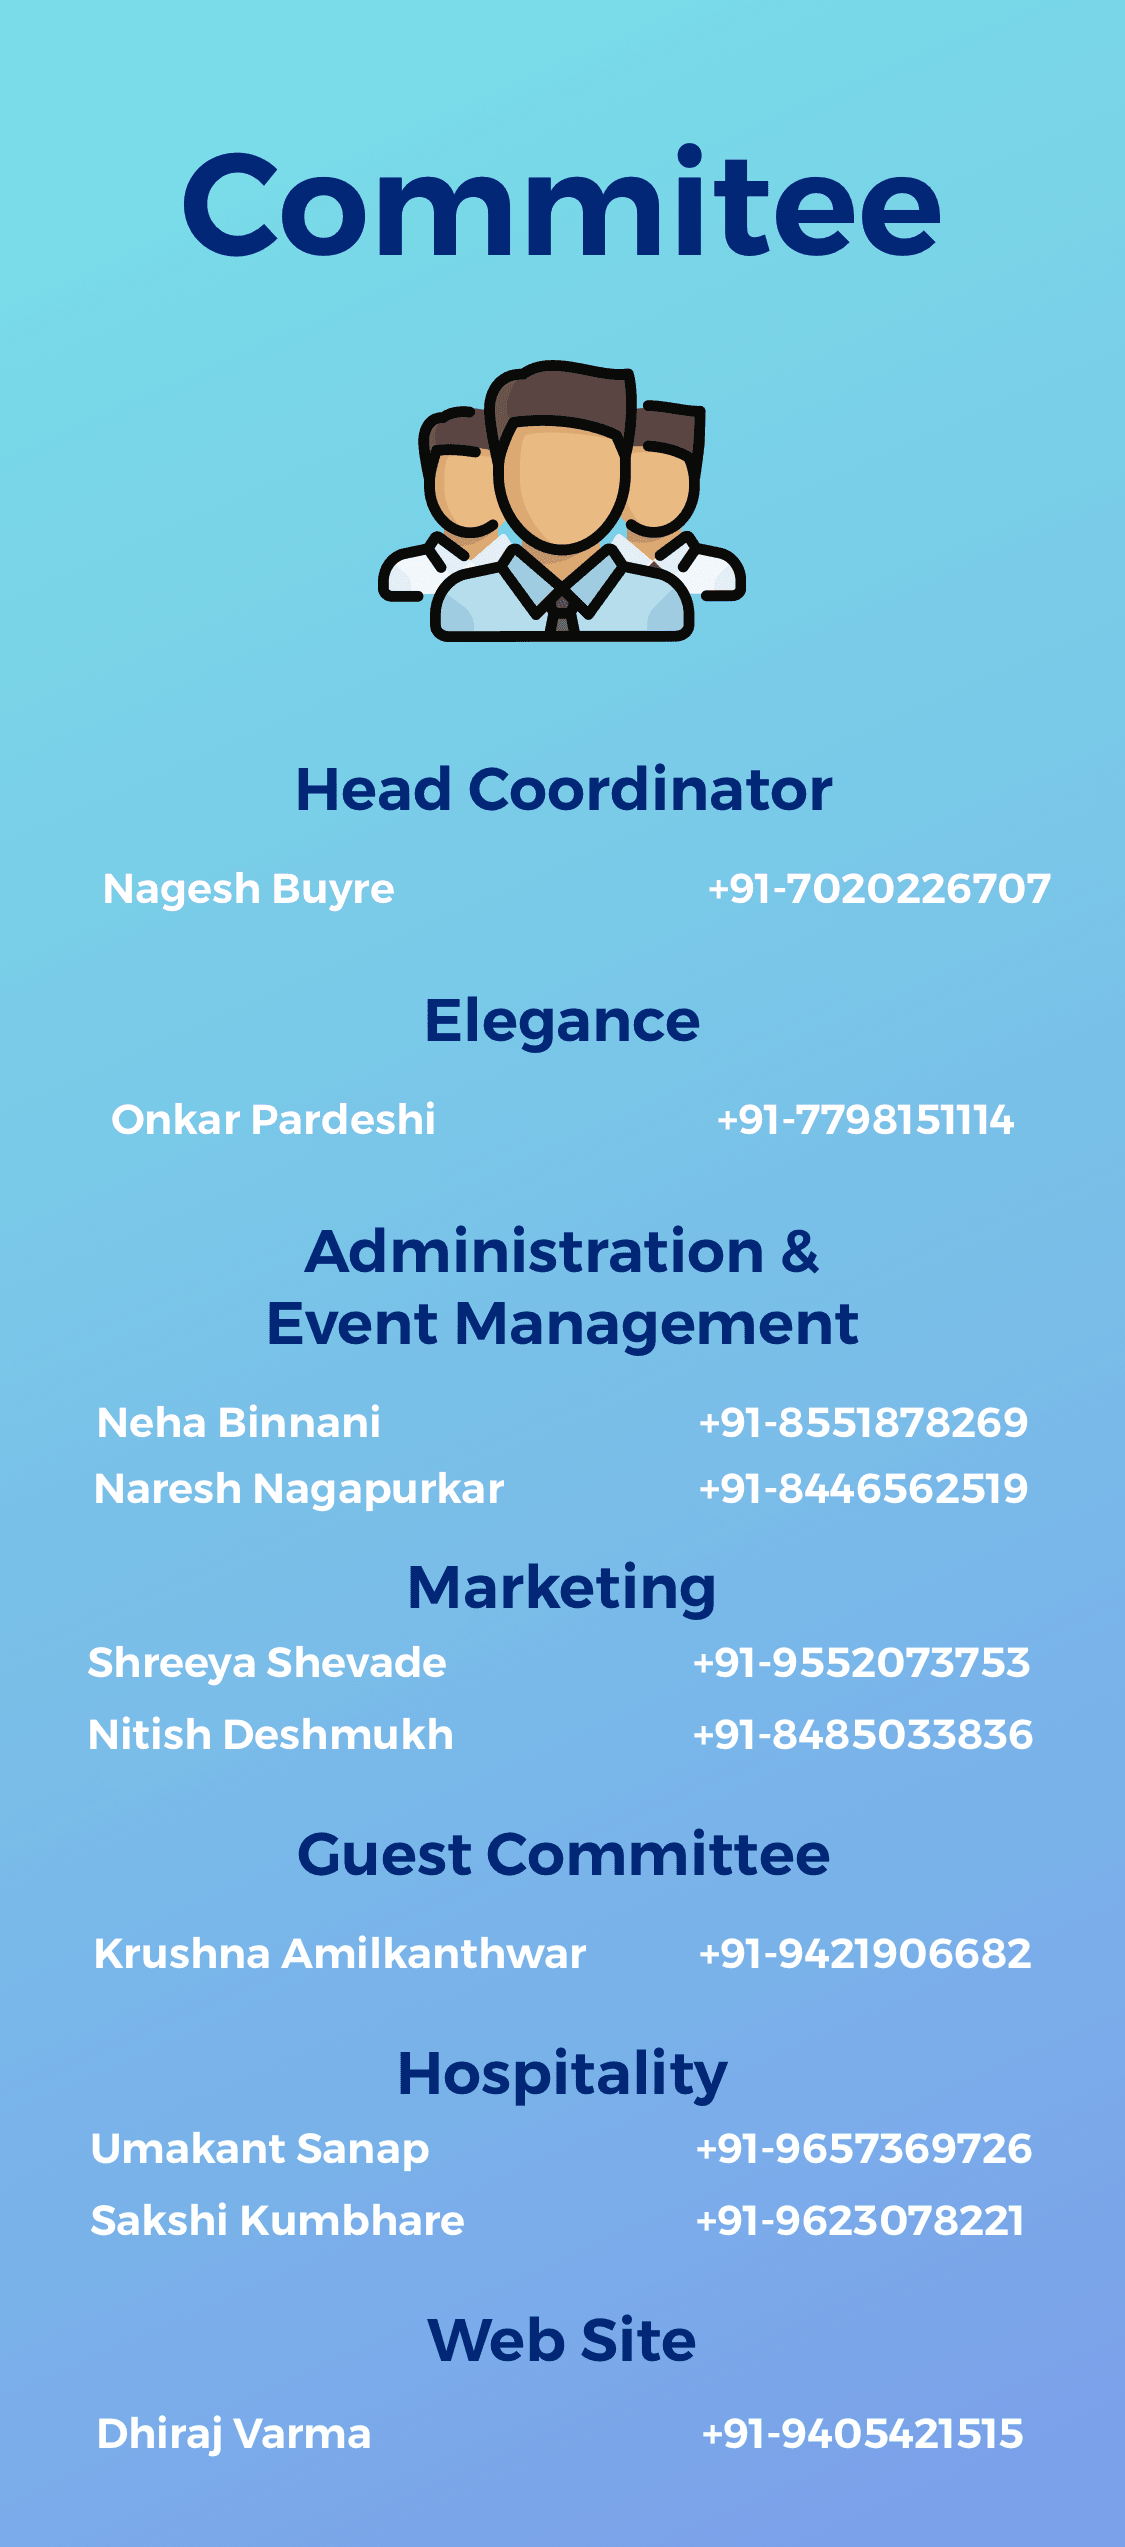 Commitee
Head Coordinator
Nagesh Buyre +91-7020226707
Elegance
Onkar Pardeshi +91-7798151114
Administration &
Event Management
Neha Binnani +91-8551878269
Naresh Nagapurkar +91-8446562519
Marketing
Shreeya Shevade +91-9552073753
Nitish Deshmukh +91-8485033836
Guest Committee
Krushna Amilkanthwar +91-9421906682
Hospitality
Umakant Sanap +91-9657369726
Sakshi Kumbhare +91-9623078221
Web Site
Dhiraj Varma +91-9405421515